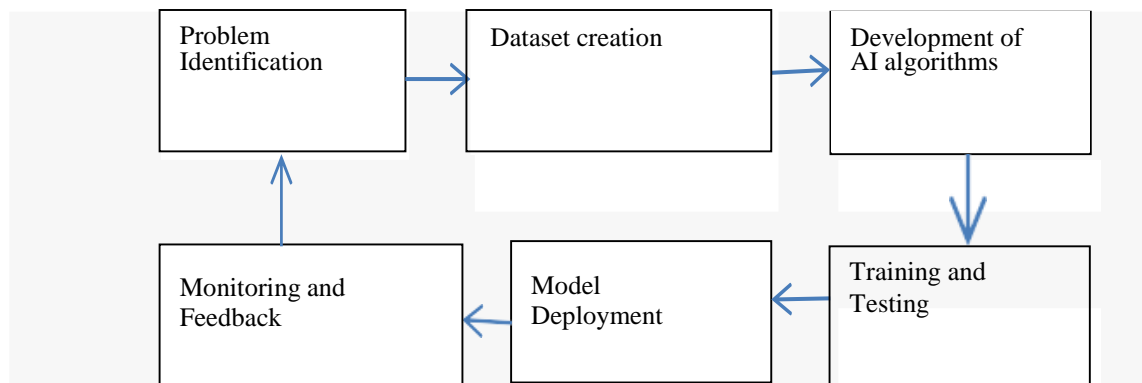 Problem
Identification
Dataset creation
Development of
AI algorithms
Training and
Testing
Model
Deployment
Monitoring and
Feedback